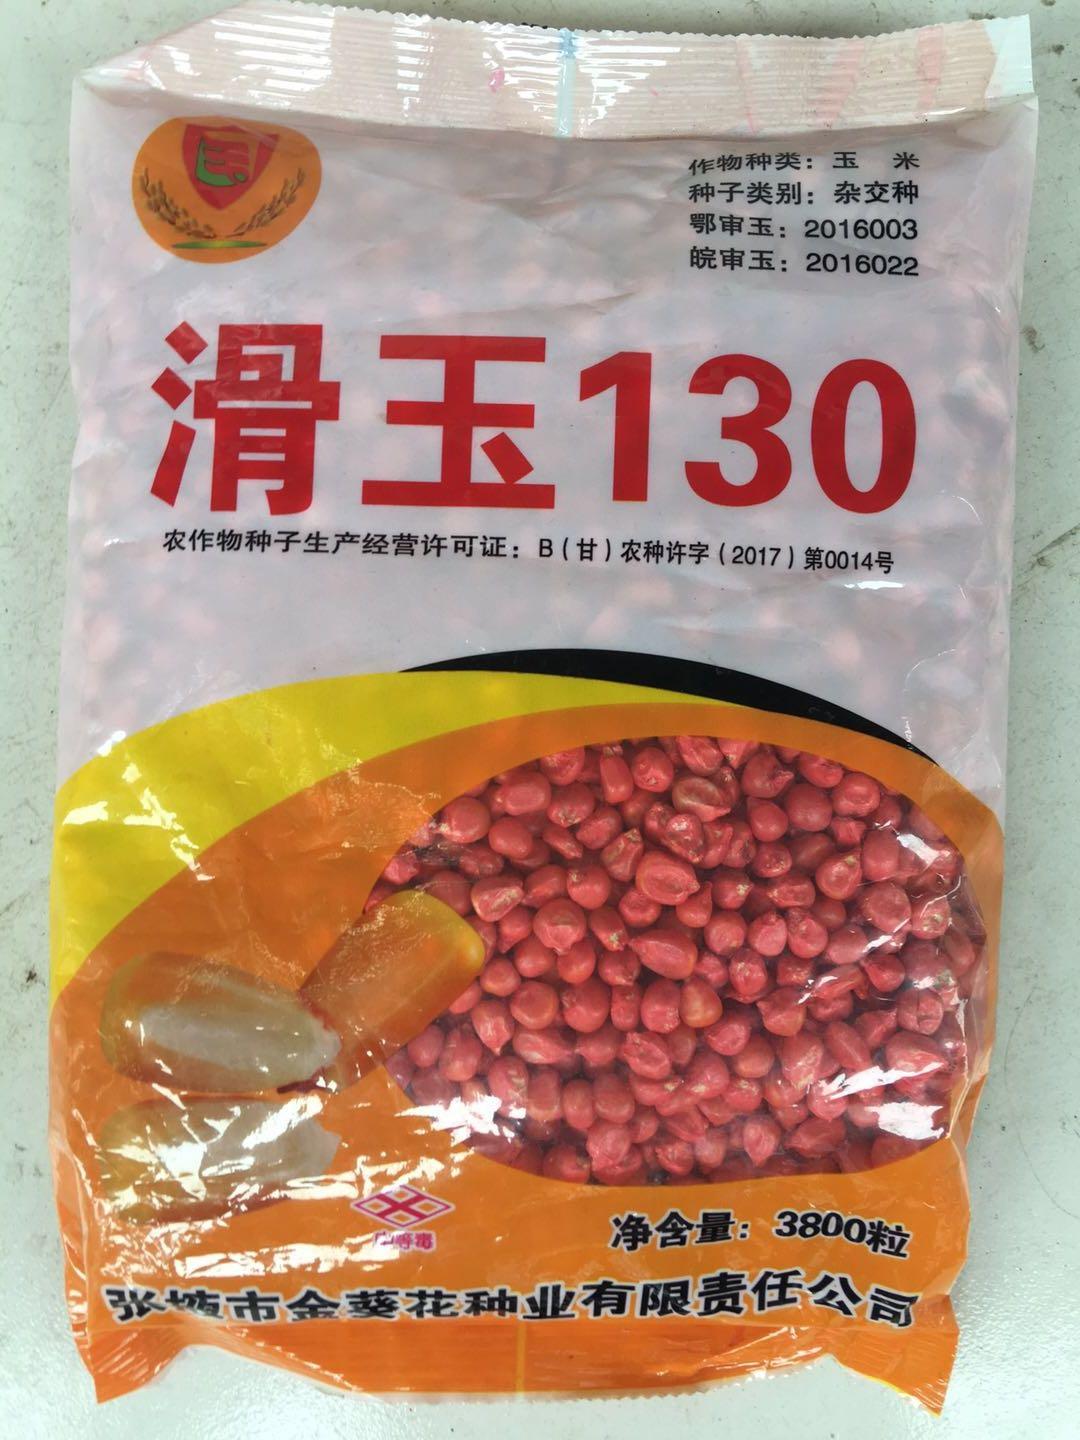 作物种类：玉 米
种子类别：杂交种
鄂审玉：2016003
皖审玉：2016022
滑玉130
农作物种子生产经营许可证：B（甘）农种许字（2017）第0014号
中等毒
净含量：3800粒
张掖市金葵花种业有限责任公司